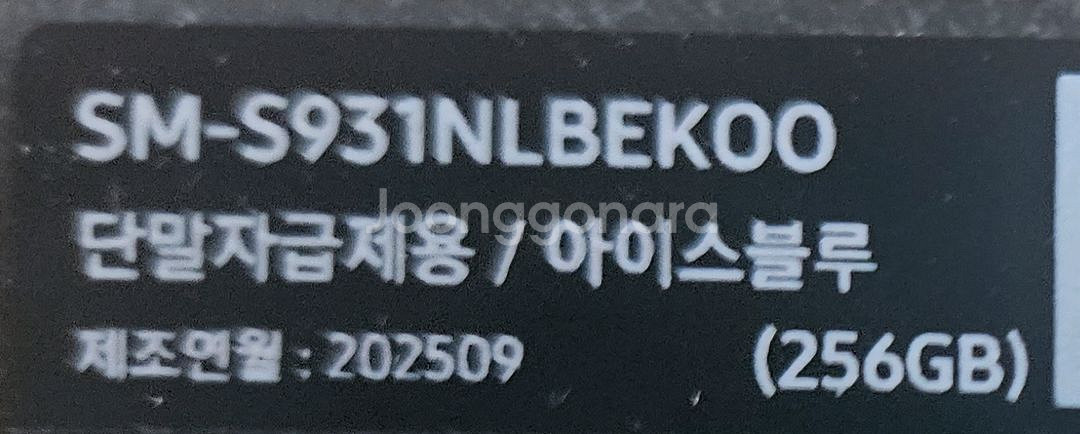 SM-S931NLBEKOO
Joonggonara
단말자급제용 / 아이스블루
제조연월 : 202509 (256GB)